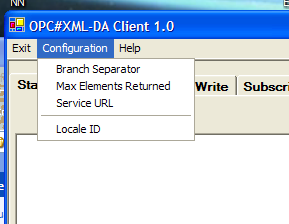 NN
OPC#XML-DA Client 1.0
Exit Configuration Help
Branch Separator
Max Elements Returned
Service URL
Locale ID
Sta Write Subscri